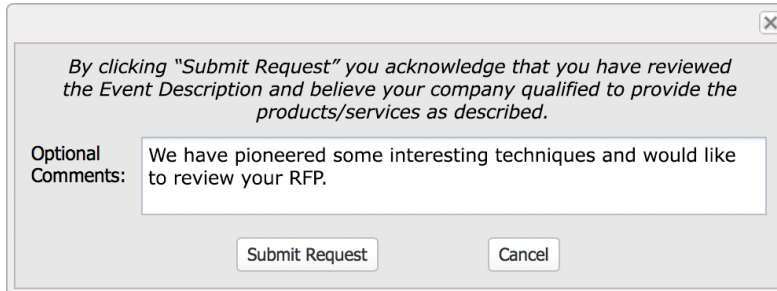 By clicking “Submit Request” you acknowledge that you have reviewed
the Event Description and believe your company qualified to provide the
products/services as described.
Optional
Comments:
We have pioneered some interesting techniques and would like
to review your RFP.
Submit Request
Cancel